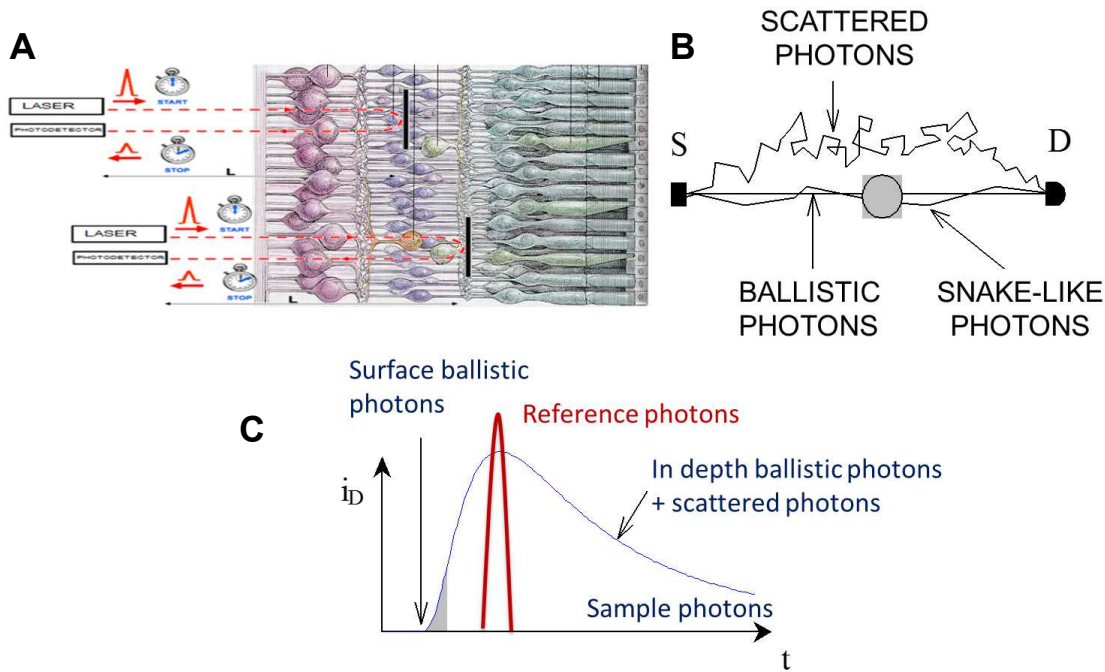 A
LASER
START
PHOTODETECTOR
STOP
L
START
LASER
PHOTODETECTOR
STOP
L
B
SCATTERED
PHOTONS
S
D
BALLISTIC
PHOTONS
SNAKE-LIKE
PHOTONS
C
Surface ballistic
photons
Reference photons
In depth ballistic photons
+ scattered photons
iD
Sample photons
t